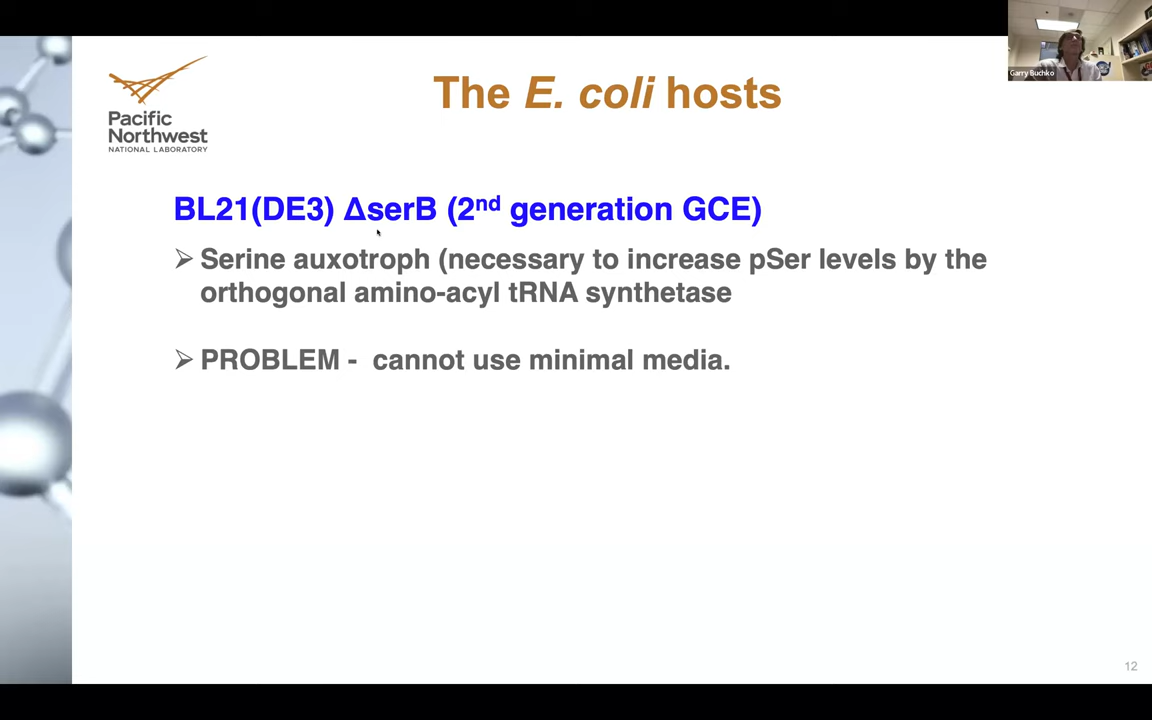 Garry Buchko
Pacific
Northwest
NATIONAL LABORATORY
The E. coli hosts
BL21(DE3) ΔserB (2nd generation GCE)
➢ Serine auxotroph (necessary to increase pSer levels by the
orthogonal amino-acyl tRNA synthetase
➢ PROBLEM - cannot use minimal media.
12